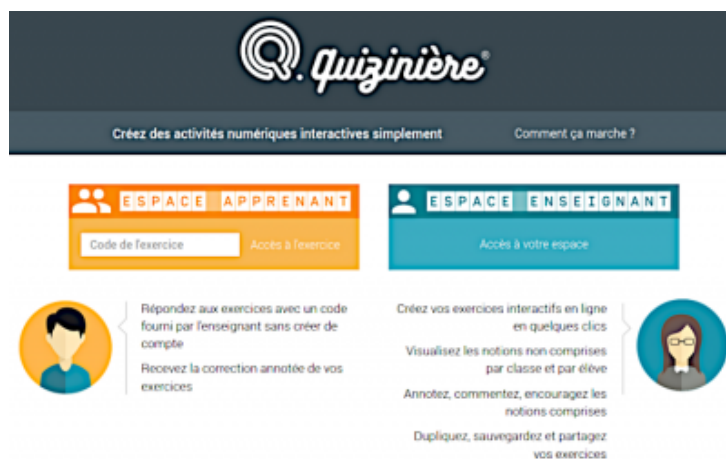 Quizinière®
Créez des activités numériques interactives simplement
Comment ça marche ?
ESPACE APPRENANT
Code de l'exercice
Accès à l'exercice
Répondez aux exercices avec un code
fourni par l'enseignant sans créer de
compte
Recevez la correction annotée de vos
exercices
ESPACE ENSEIGNANT
Accès à votre espace
Créez vos exercices interactifs en ligne
en quelques clics
Visualisez les notions non comprises
par classe et par élève
Annotez, commentez, encouragez les
notions comprises
Dupliquez, sauvegardez et partagez
vos exercices